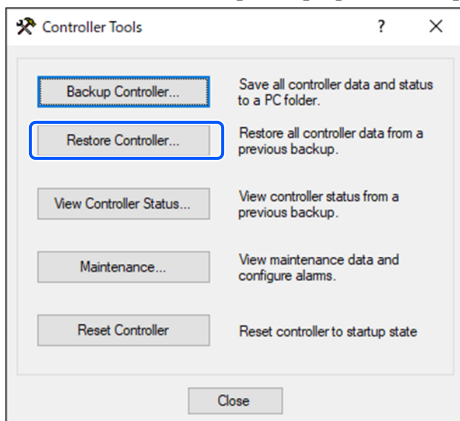 Controller Tools
?
Backup Controller...
Save all controller data and status
to a PC folder.
Restore Controller...
Restore all controller data from a
previous backup.
View Controller Status...
View controller status from a
previous backup.
Maintenance...
View maintenance data and
configure alarms.
Reset Controller
Reset controller to startup state
Close